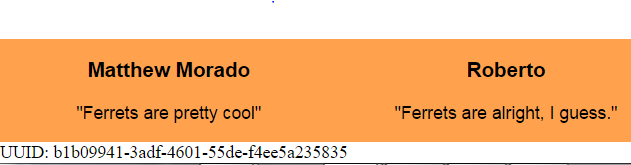 Matthew Morado
Roberto
"Ferrets are pretty cool"
"Ferrets are alright, I guess."
UUID: b1b09941-3adf-4601-55de-f4ee5a235835